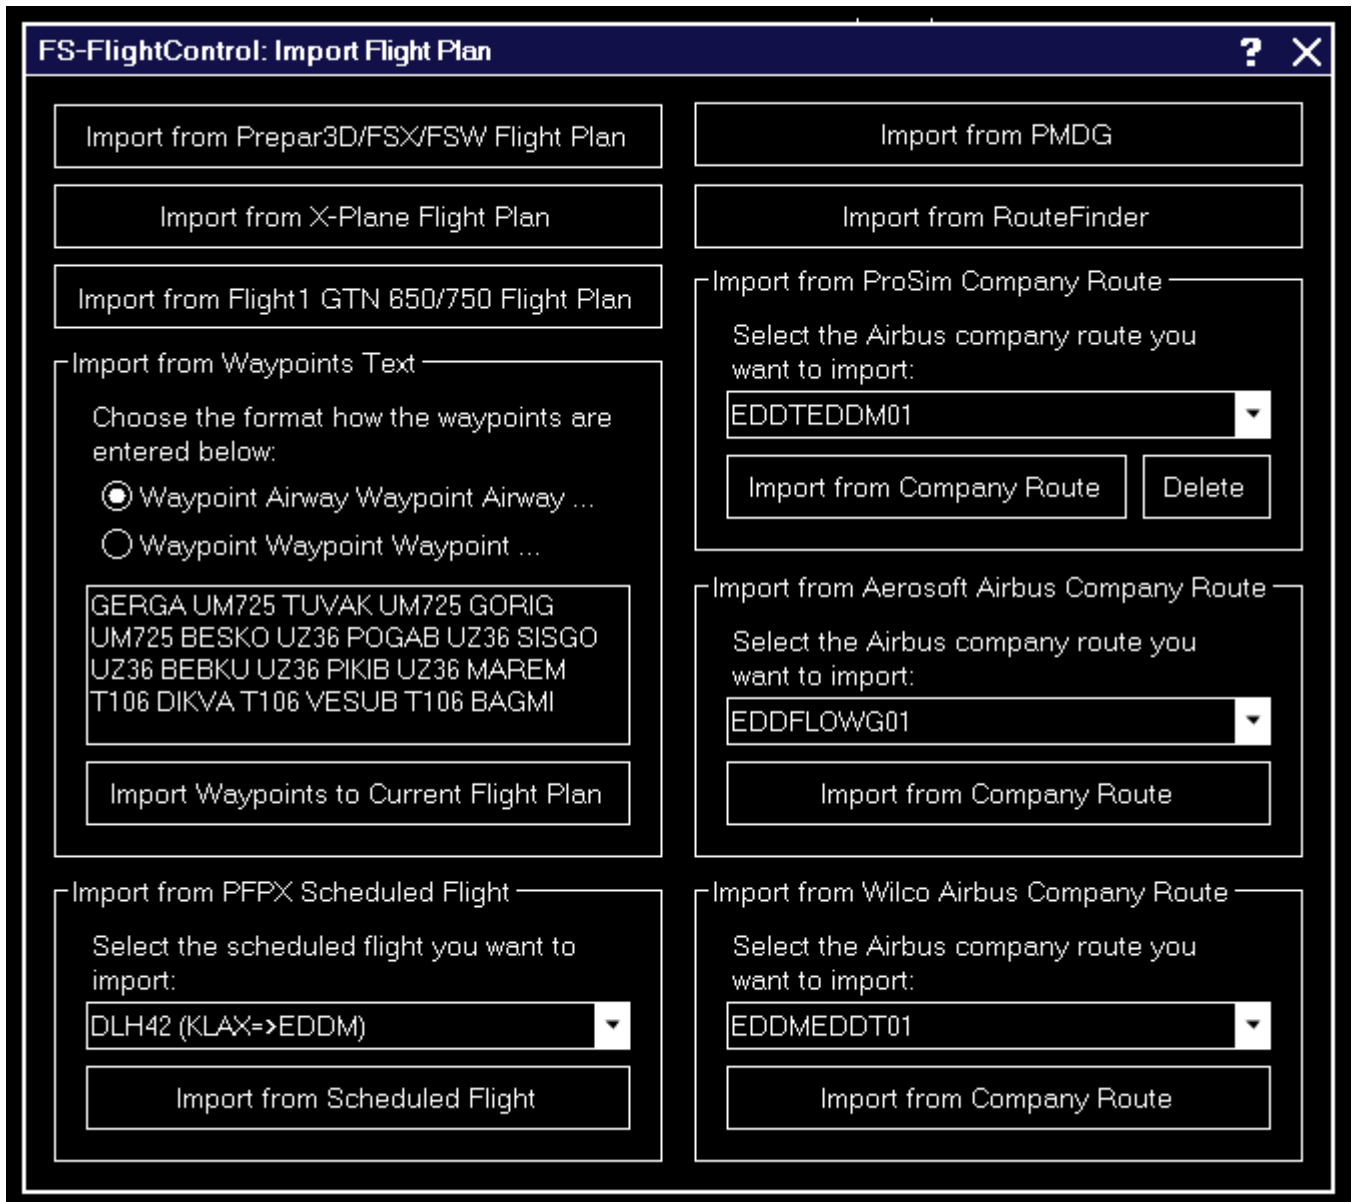 FS-FlightControl: Import Flight Plan ?
Import from Prepar3D/FSX/FSW Flight Plan
Import from X-Plane Flight Plan
Import from Flight1 GTN 650/750 Flight Plan
Import from Waypoints Text
Choose the format how the waypoints are
entered below:
Waypoint Airway Waypoint Airway ...
Waypoint Waypoint Waypoint ...
GERGA UM725 TUVAK UM725 GORIG
UM725 BESKO UZ36 POGAB UZ36 SISGO
UZ36 BEBKU UZ36 PIKIB UZ36 MAREM
T106 DIKVA T106 VESUB T106 BAGMI
Import Waypoints to Current Flight Plan
Import from PFPX Scheduled Flight
Select the scheduled flight you want to
import:
DLH42 (KLAX=>EDDM)
Import from Scheduled Flight
Import from PMDG
Import from RouteFinder
Import from ProSim Company Route
Select the Airbus company route you
want to import:
EDDTEDDM01
Import from Company Route
Delete
Import from Aerosoft Airbus Company Route
Select the Airbus company route you
want to import:
EDDFLOWG01
Import from Company Route
Import from Wilco Airbus Company Route
Select the Airbus company route you
want to import:
EDDMEDDT01
Import from Company Route